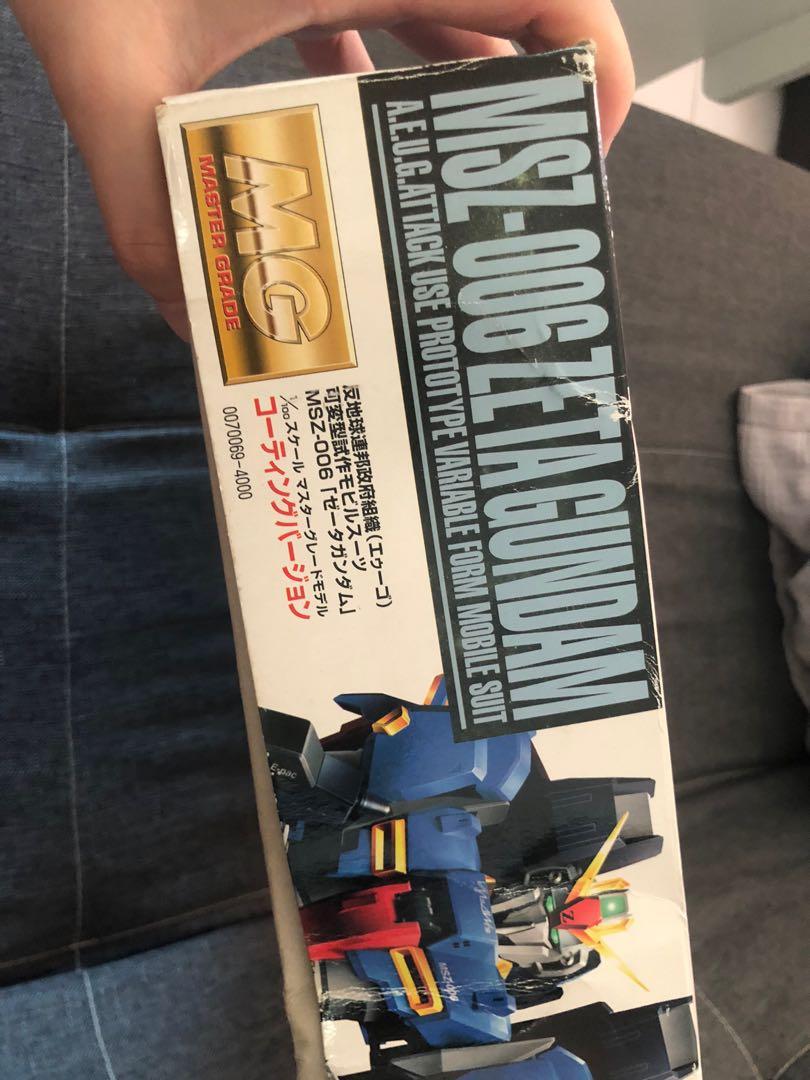 MSZ-006 ZETA GUNDAM
A.E.U.G. ATTACK USE PROTOTYPE VARIABLE FORM MOBILE SUIT
MG
MASTER GRADE
反地球連邦政府組織(エゥーゴ)
可変型試作モビルスーツ
MSZ-006「ゼータガンダム」
1/100 スケール マスターグレードモデル
コーティングバージョン
0070069-4000
E-pac
Z
MSZ-006